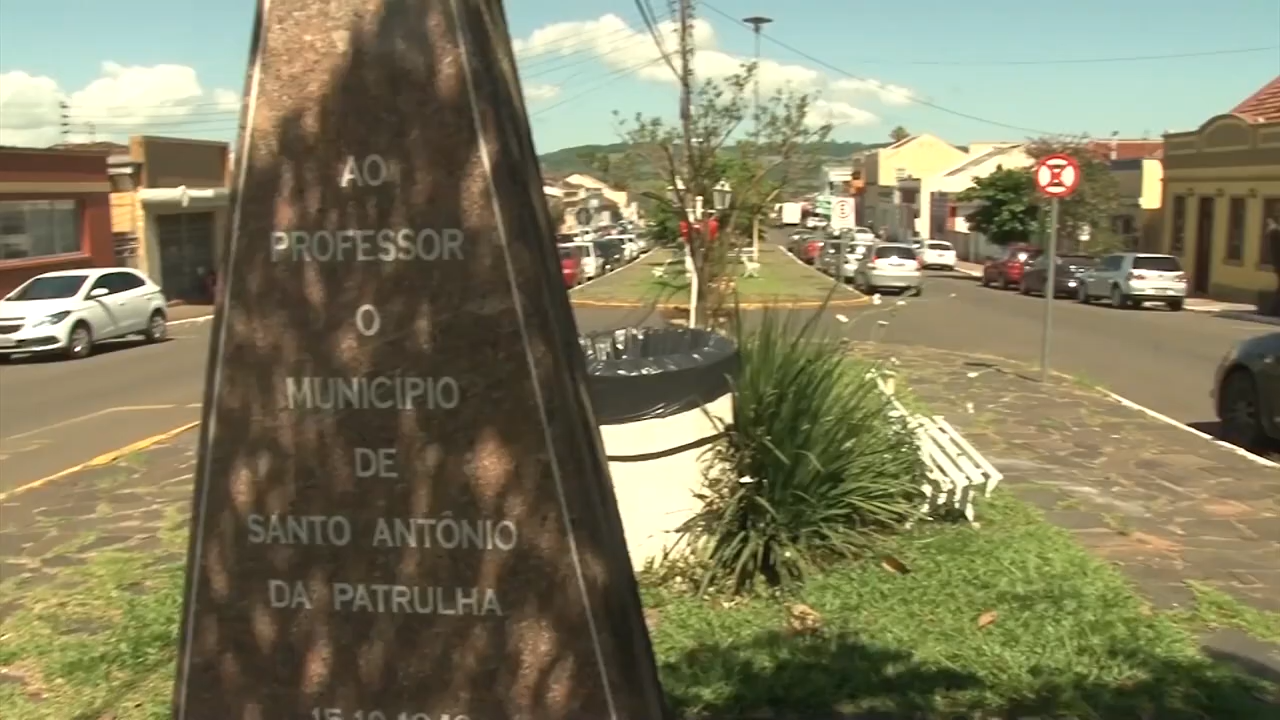 AO
PROFESSOR
O
MUNICÍPIO
DE
SANTO ANTÔNIO
DA PATRULHA